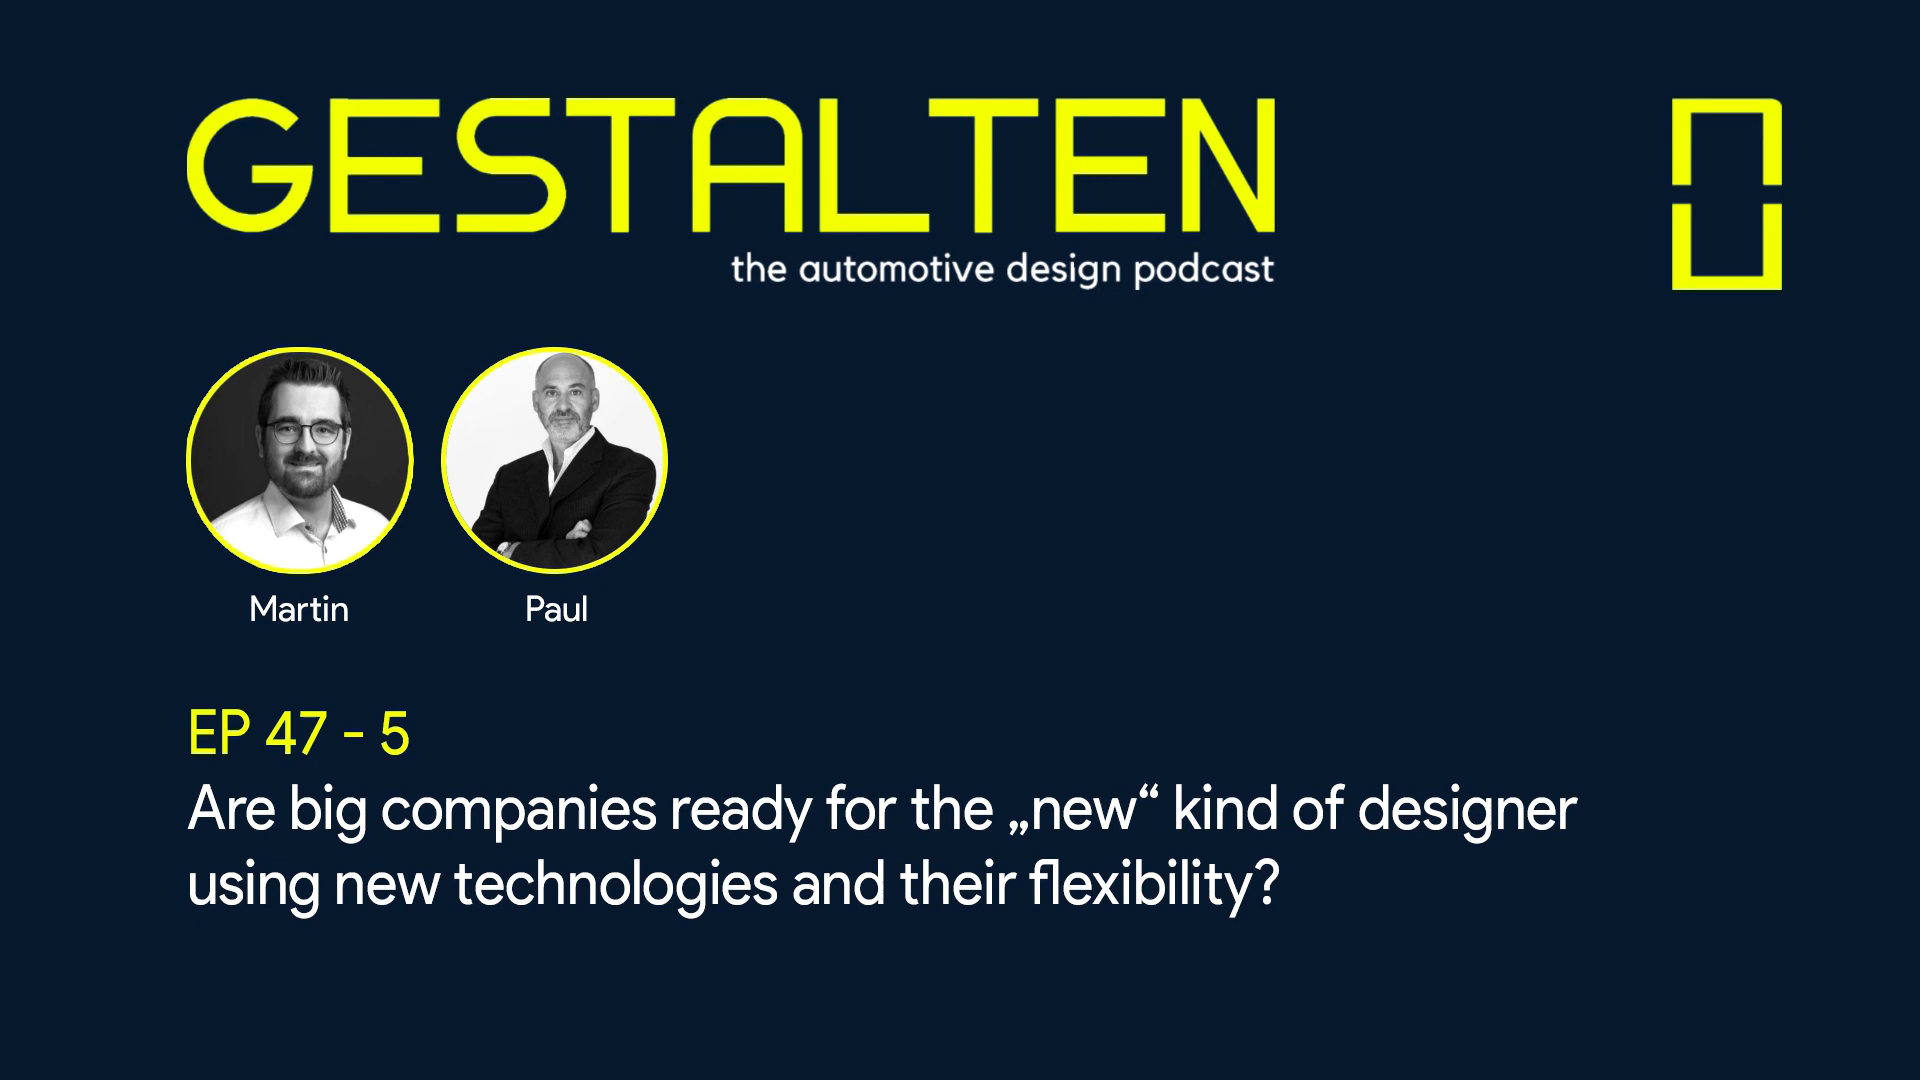 GESTALTEN
the automotive design podcast
Martin
Paul
EP 47 - 5
Are big companies ready for the „new“ kind of designer
using new technologies and their flexibility?